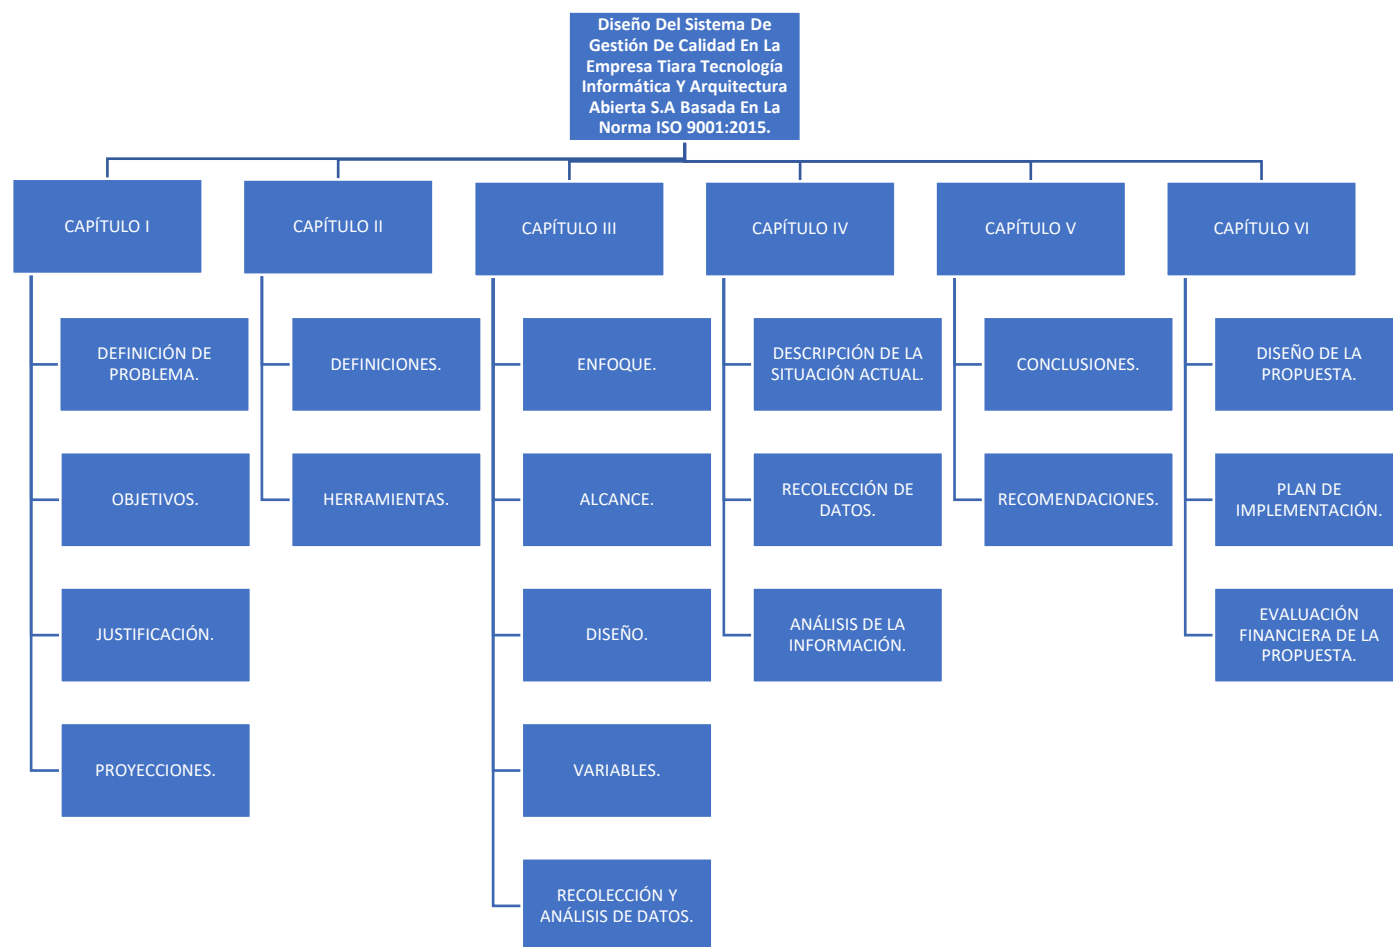 Diseño Del Sistema De
Gestión De Calidad En La
Empresa Tiara Tecnología
Informática Y Arquitectura
Abierta S.A Basada En La
Norma ISO 9001:2015.
CAPÍTULO I
DEFINICIÓN DE
PROBLEMA.
OBJETIVOS.
JUSTIFICACIÓN.
PROYECCIONES.
CAPÍTULO II
DEFINICIONES.
HERRAMIENTAS.
CAPÍTULO III
ENFOQUE.
ALCANCE.
DISEÑO.
VARIABLES.
RECOLECCIÓN Y
ANÁLISIS DE DATOS.
CAPÍTULO IV
DESCRIPCIÓN DE LA
SITUACIÓN ACTUAL.
RECOLECCIÓN DE
DATOS.
ANÁLISIS DE LA
INFORMACIÓN.
CAPÍTULO V
CONCLUSIONES.
RECOMENDACIONES.
CAPÍTULO VI
DISEÑO DE LA
PROPUESTA.
PLAN DE
IMPLEMENTACIÓN.
EVALUACIÓN
FINANCIERA DE LA
PROPUESTA.